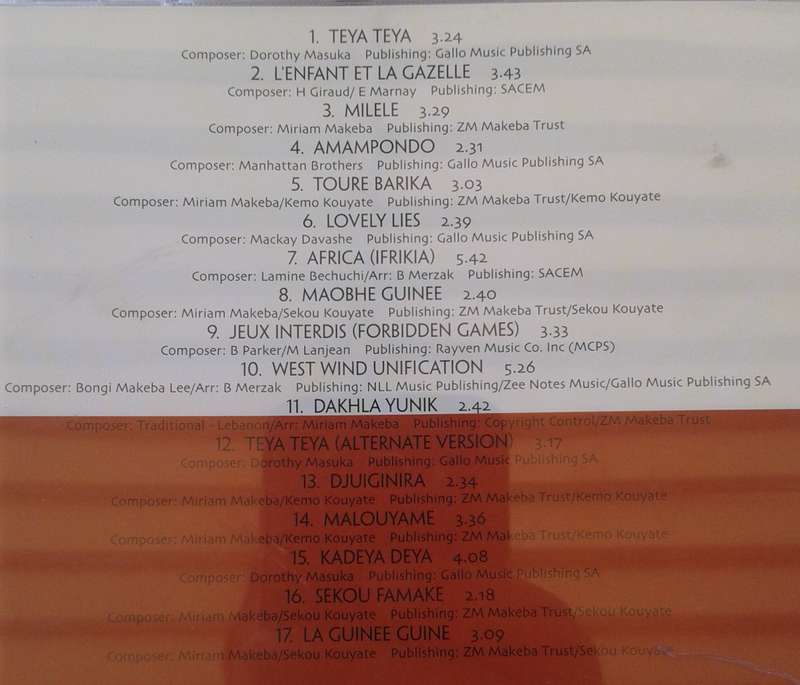 1. TEYA TEYA 3.24
Composer: Dorothy Masuka Publishing: Gallo Music Publishing SA
2. L'ENFANT ET LA GAZELLE 3.43
Composer: H Giraud/ E Marnay Publishing: SACEM
3. MILELE 3.29
Composer: Miriam Makeba Publishing: ZM Makeba Trust
4. AMAMPONDO 2.31
Composer: Manhattan Brothers Publishing: Gallo Music Publishing SA
5. TOURE BARIKA 3.03
Composer: Miriam Makeba/Kemo Kouyate Publishing: ZM Makeba Trust/Kemo Kouyate
6. LOVELY LIES 2.39
Composer: Mackay Davashe Publishing: Gallo Music Publishing SA
7. AFRICA (IFRIKIA) 5.42
Composer: Lamine Bechuchi/Arr: B Merzak Publishing: SACEM
8. MAOBHE GUINEE 2.40
Composer: Miriam Makeba/Sekou Kouyate Publishing: ZM Makeba Trust/Sekou Kouyate
9. JEUX INTERDIS (FORBIDDEN GAMES) 3.33
Composer: B Parker/M Lanjean Publishing: Rayven Music Co. Inc (MCPS)
10. WEST WIND UNIFICATION 5.26
Composer: Bongi Makeba Lee/Arr: B Merzak Publishing: NLL Music Publishing/Zee Notes Music/Gallo Music Publishing SA
11. DAKHLA YUNIK 2.42
Composer: Traditional - Lebanon/Arr: Miriam Makeba Publishing: Copyright Control/ZM Makeba Trust
12. TEYA TEYA (ALTERNATE VERSION) 3.17
Composer: Dorothy Masuka Publishing: Gallo Music Publishing SA
13. DJUIGINIRA 2.34
Composer: Miriam Makeba/Kemo Kouyate Publishing: ZM Makeba Trust/Kemo Kouyate
14. MALOUYAME 3.36
Composer: Miriam Makeba/Kemo Kouyate Publishing: ZM Makeba Trust/Kemo Kouyate
15. KADEYA DEYA 4.08
Composer: Dorothy Masuka Publishing: Gallo Music Publishing SA
16. SEKOU FAMAKE 2.18
Composer: Miriam Makeba/Sekou Kouyate Publishing: ZM Makeba Trust/Sekou Kouyate
17. LA GUINEE GUINE 3.09
Composer: Miriam Makeba/Sekou Kouyate Publishing: ZM Makeba Trust/Sekou Kouyate